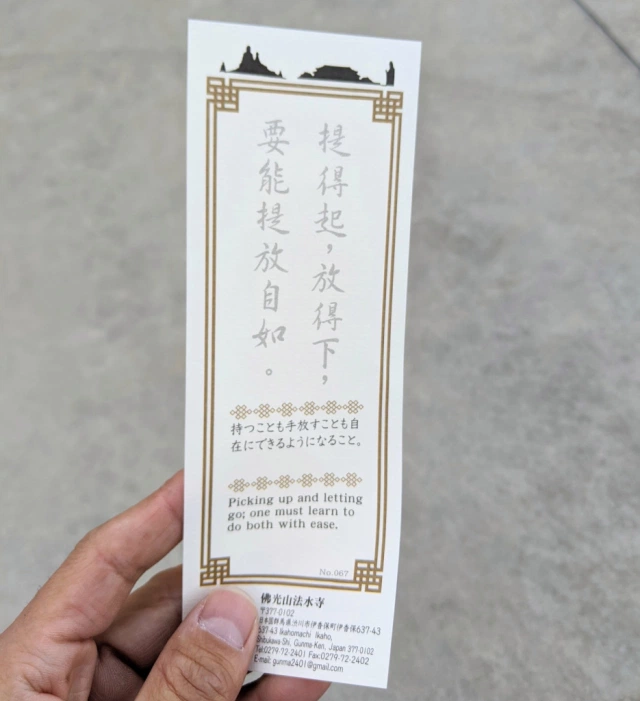 提得起，放得下，
要能提放自如。
持つことも手放すことも自
在にできるようになること。
Picking up and letting
go; one must learn to
do both with ease.
No.067
佛光山法水寺
〒377-0102
日本国群馬県渋川市伊香保町伊香保637-43
637-43 Ikahomachi Ikaho,
Shibukawa Shi, Gunma-Ken, Japan 377-0102
Tel:0279-72-2401 Fax:0279-72-2402
E-mail: gunma2401@gmail.com